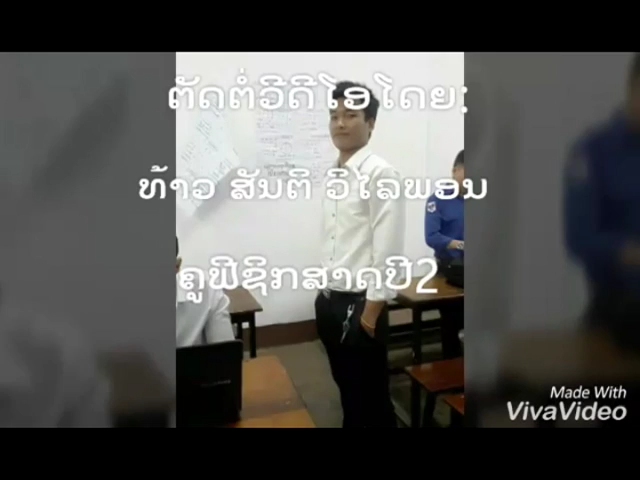 ຕັດຕໍ່ວີດີໂອໂດຍ:
ທ້າວ ສັນຕິ ວິໄລພອນ
ຄູຟີຊິກສາດປີ2
Made With
VivaVideo